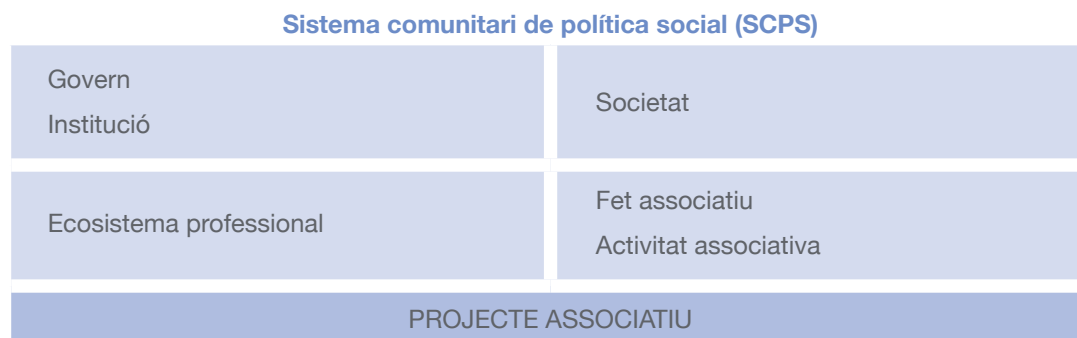 Sistema comunitari de política social (SCPS)
Govern
Institució
Societat
Ecosistema professional
Fet associatiu
Activitat associativa
PROJECTE ASSOCIATIU